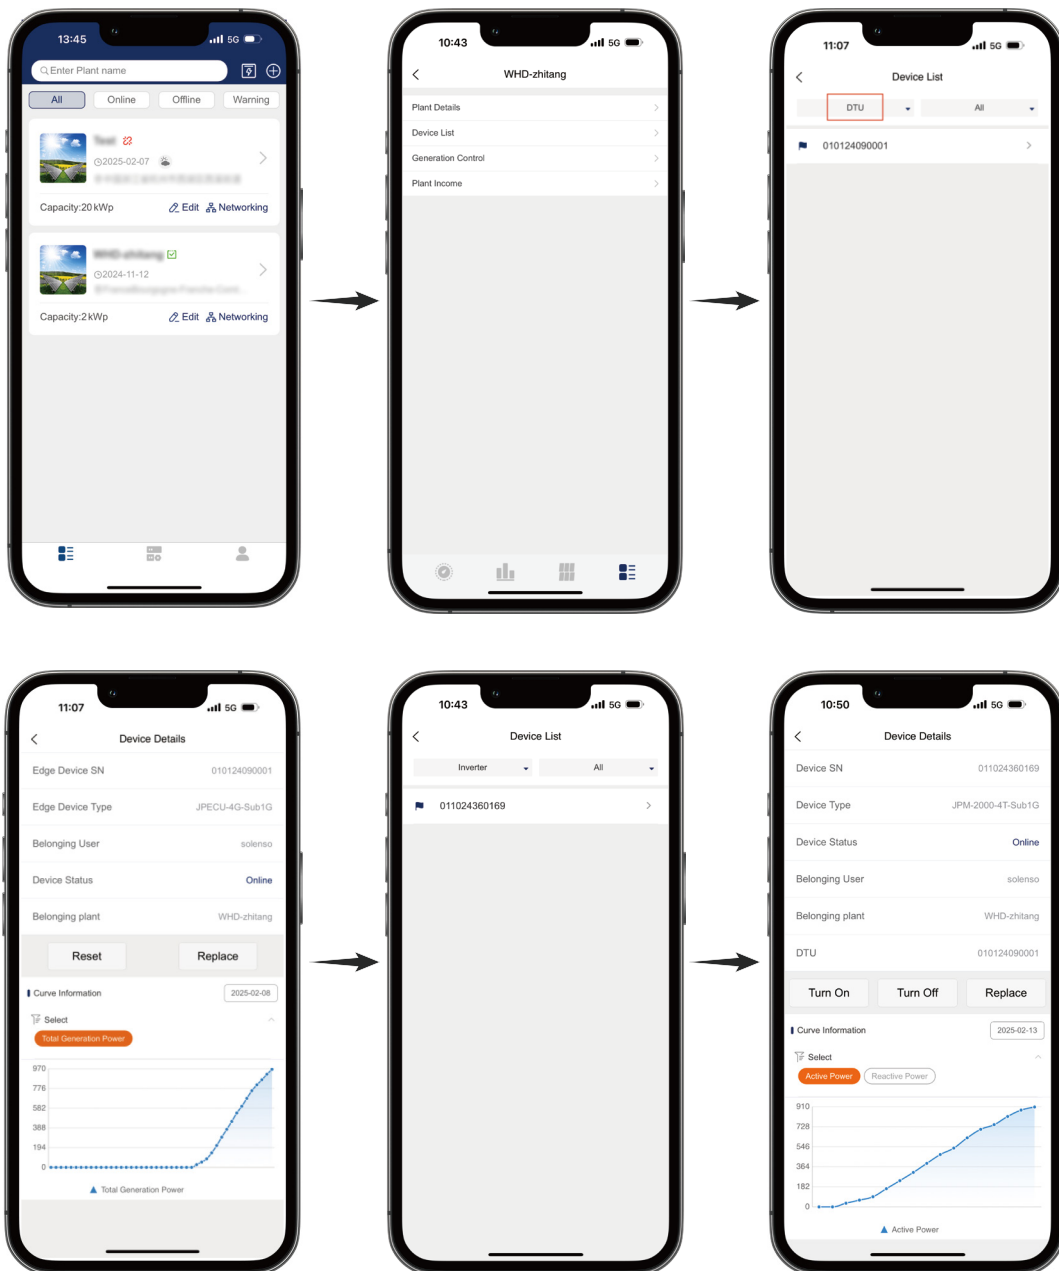 13:45
5G
Enter Plant name
All Online Offline Warning
2025-02-07
Capacity:20 kWp Edit Networking
2024-11-12
Capacity:2 kWp Edit Networking
10:43 5G
WHD-zhitang
Plant Details
Device List
Generation Control
Plant Income
11:07 5G
Device List
DTU All
010124090001
11:07 5G
Device Details
Edge Device SN 010124090001
Edge Device Type JPECU-4G-Sub1G
Belonging User solenso
Device Status Online
Belonging plant WHD-zhitang
Reset Replace
Curve Information 2025-02-08
Select
Total Generation Power
970
776
582
388
194
0
Total Generation Power
10:43 5G
Device List
Inverter All
011024360169
10:50 5G
Device Details
Device SN 011024360169
Device Type JPM-2000-4T-Sub1G
Device Status Online
Belonging User solenso
Belonging plant WHD-zhitang
DTU 010124090001
Turn On Turn Off Replace
Curve Information 2025-02-13
Select
Active Power Reactive Power
910
728
546
364
182
0
Active Power